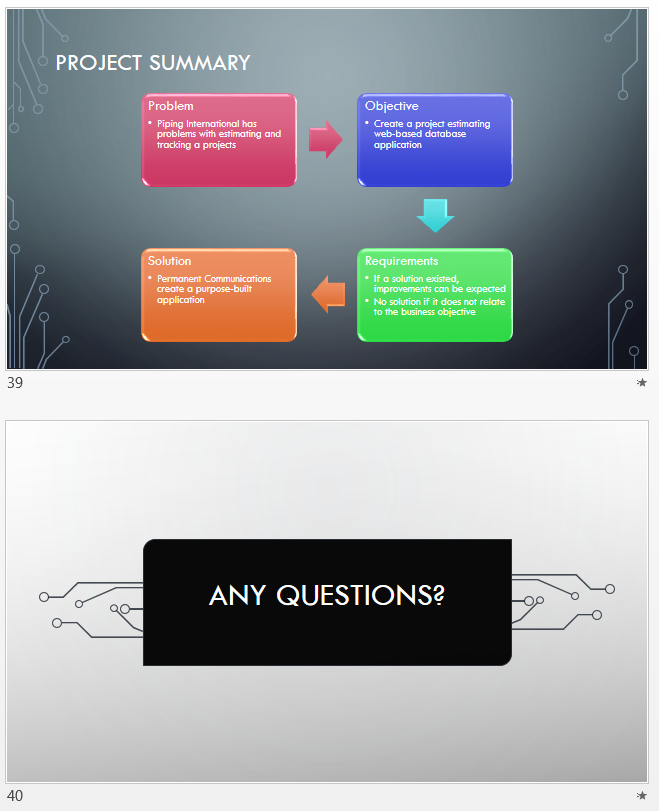 PROJECT SUMMARY
Problem
• Piping International has
problems with estimating and
tracking a projects
Objective
• Create a project estimating
web-based database
application
Solution
• Permanent Communications
create a purpose-built
application
Requirements
• If a solution existed,
improvements can be expected
• No solution if it does not relate
to the business objective
39
ANY QUESTIONS?
40